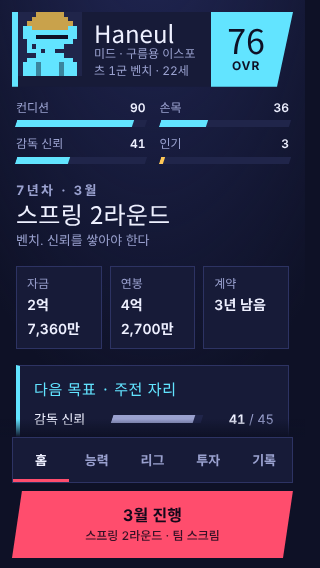 Haneul
미드 · 구름용 이스포
츠 1군 벤치 · 22세
76
OVR
컨디션 90
손목 36
감독 신뢰 41
인기 3
7년차 · 3월
스프링 2라운드
벤치. 신뢰를 쌓아야 한다
자금
2억
7,360만
연봉
4억
2,700만
계약
3년 남음
다음 목표 · 주전 자리
감독 신뢰 41 / 45
홈 능력 리그 투자 기록
3월 진행
스프링 2라운드 · 팀 스크림